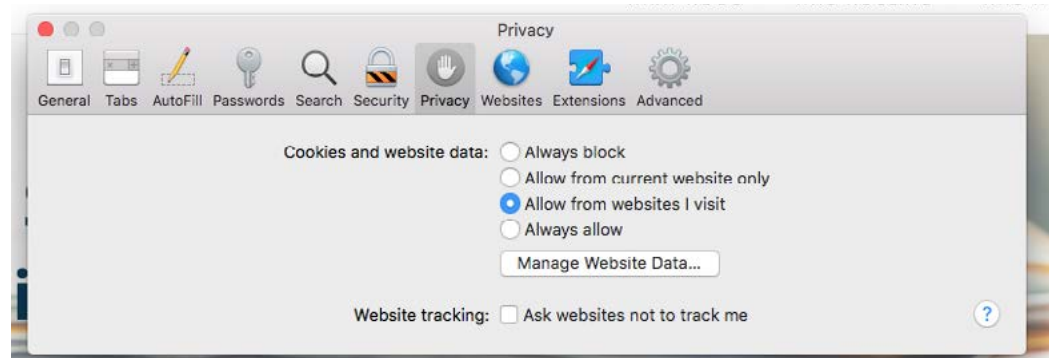 Privacy
General Tabs AutoFill Passwords Search Security Privacy Websites Extensions Advanced
Cookies and website data: Always block
Allow from current website only
Allow from websites I visit
Always allow
Manage Website Data...
Website tracking: Ask websites not to track me ?